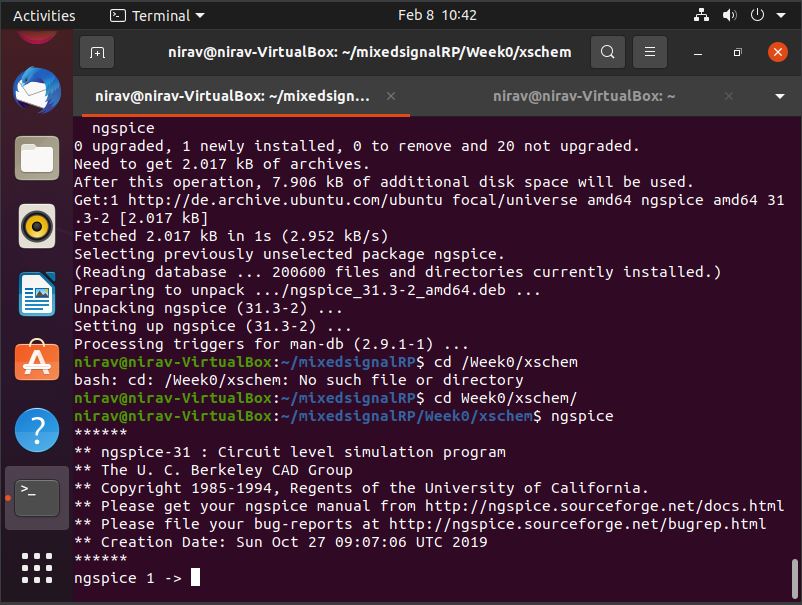 Activities
Terminal
Feb 8 10:42
nirav@nirav-VirtualBox: ~/mixedsignalRP/Week0/xschem
nirav@nirav-VirtualBox: ~/mixedsign...
nirav@nirav-VirtualBox: ~
ngspice
0 upgraded, 1 newly installed, 0 to remove and 20 not upgraded.
Need to get 2.017 kB of archives.
After this operation, 7.906 kB of additional disk space will be used.
Get:1 http://de.archive.ubuntu.com/ubuntu focal/universe amd64 ngspice amd64 31
.3-2 [2.017 kB]
Fetched 2.017 kB in 1s (2.952 kB/s)
Selecting previously unselected package ngspice.
(Reading database ... 200600 files and directories currently installed.)
Preparing to unpack .../ngspice_31.3-2_amd64.deb ...
Unpacking ngspice (31.3-2) ...
Setting up ngspice (31.3-2) ...
Processing triggers for man-db (2.9.1-1) ...
nirav@nirav-VirtualBox:~/mixedsignalRP$ cd /Week0/xschem
bash: cd: /Week0/xschem: No such file or directory
nirav@nirav-VirtualBox:~/mixedsignalRP$ cd Week0/xschem/
nirav@nirav-VirtualBox:~/mixedsignalRP/Week0/xschem$ ngspice
******
** ngspice-31 : Circuit level simulation program
** The U. C. Berkeley CAD Group
** Copyright 1985-1994, Regents of the University of California.
** Please get your ngspice manual from http://ngspice.sourceforge.net/docs.html
** Please file your bug-reports at http://ngspice.sourceforge.net/bugrep.html
** Creation Date: Sun Oct 27 09:07:06 UTC 2019
******
ngspice 1 ->